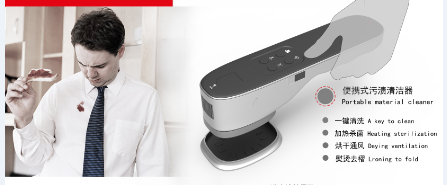 便携式污渍清洁器
Portable material cleaner
一键清洗 A key to clean
加热杀菌 Heating sterilization
烘干通风 Drying ventilation
熨烫去褶 Lroning to fold